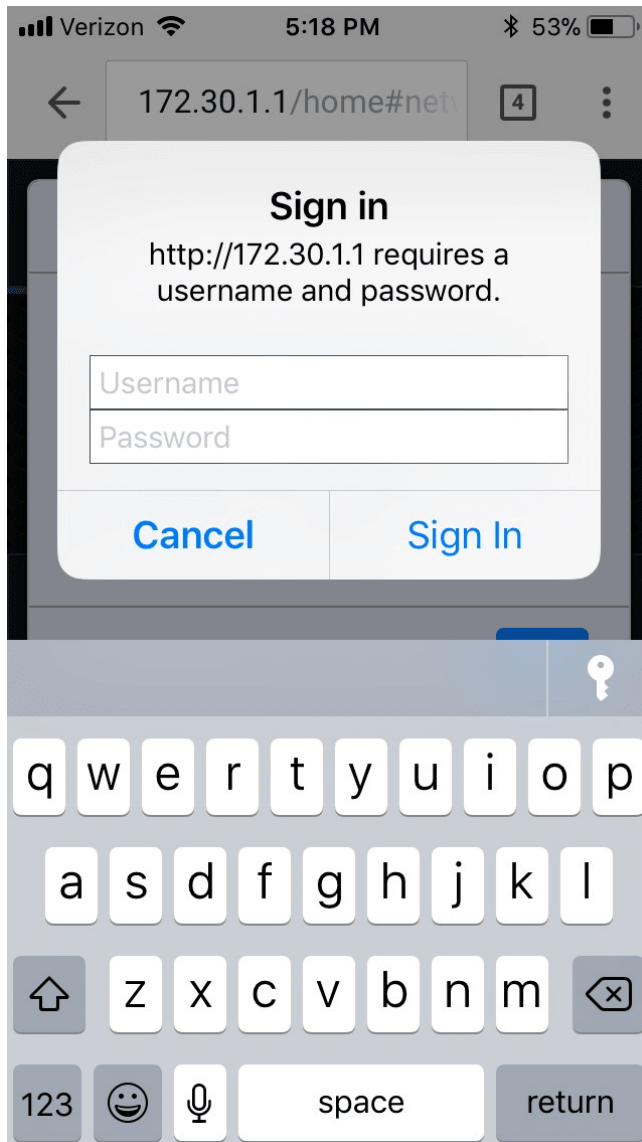 Verizon 5:18 PM 53%
172.30.1.1/home#netw 4
Sign in
http://172.30.1.1 requires a
username and password.
Username
Password
Cancel Sign In
q w e r t y u i o p
a s d f g h j k l
z x c v b n m
123 space return